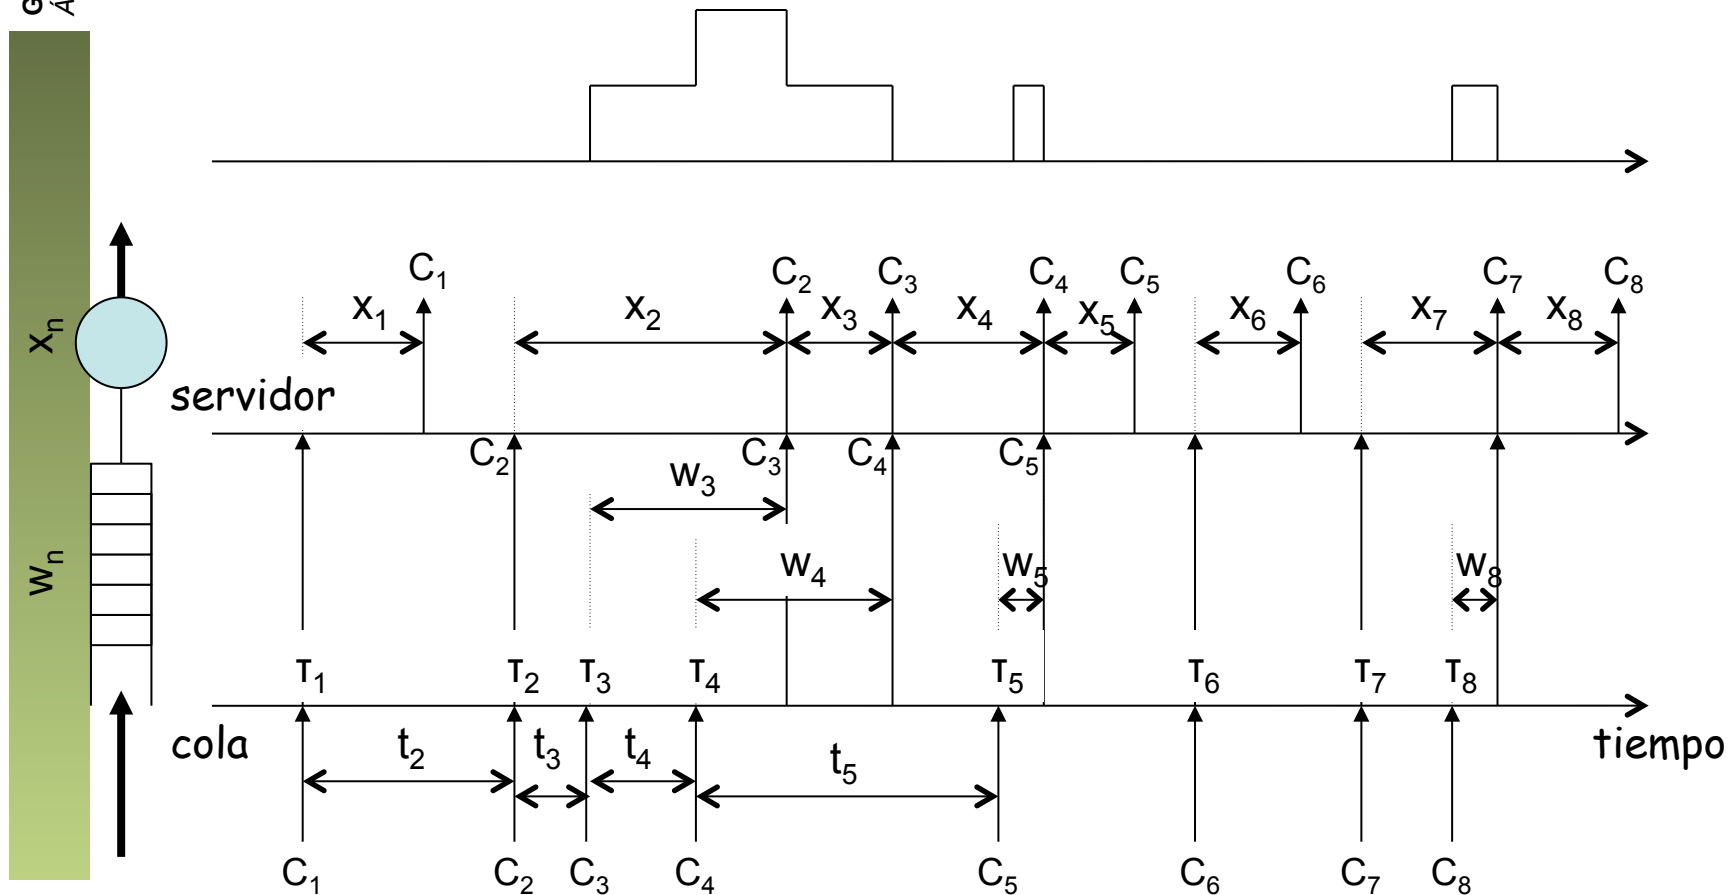 G
Á
C₁ C₂ C₃ C₄ C₅ C₆ C₇ C₈
x₁ x₂ x₃ x₄ x₅ x₆ x₇ x₈
xₙ
servidor
C₂ C₃ C₄ C₅
w₃
wₙ
w₄ w₅ w₈
τ₁ τ₂ τ₃ τ₄ τ₅ τ₆ τ₇ τ₈
cola t₂ t₃ t₄ t₅ tiempo
C₁ C₂ C₃ C₄ C₅ C₆ C₇ C₈